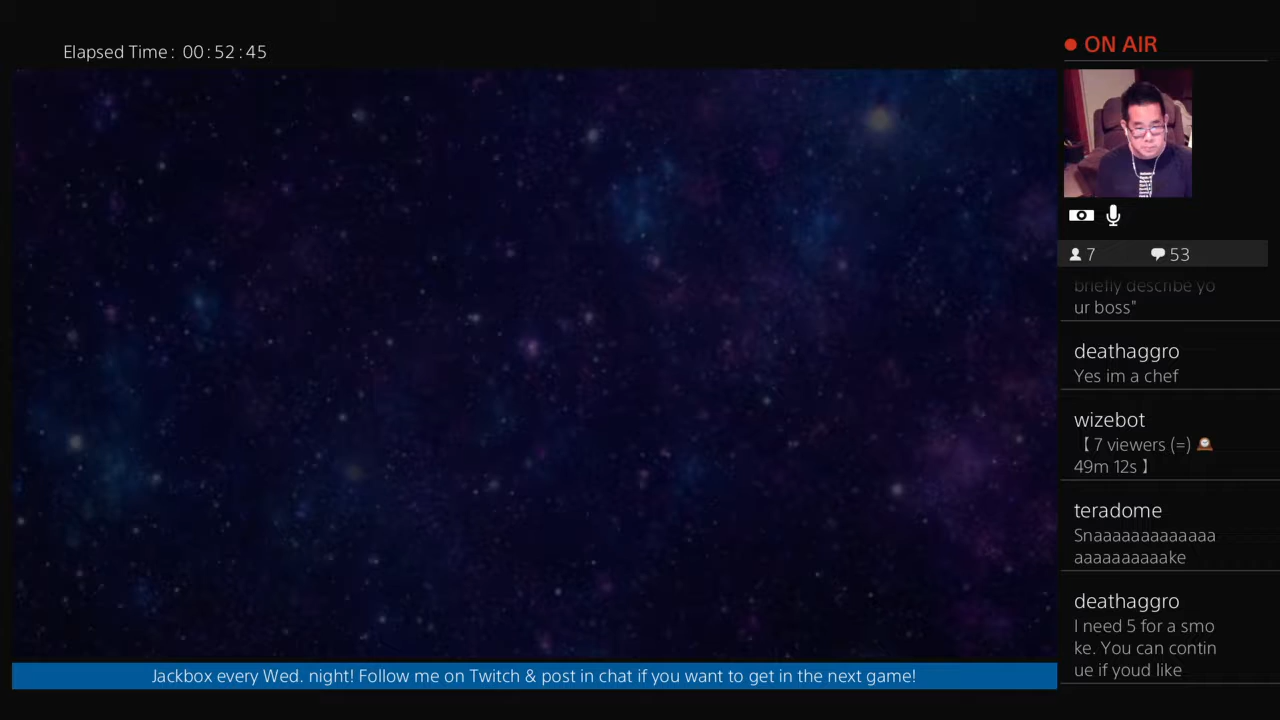 Elapsed Time: 00:52:45
ON AIR
7 53
briefly describe yo
ur boss"
deathaggro
Yes im a chef
wizebot
【7 viewers (=) 🕰
49m 12s】
teradome
Snaaaaaaaaaaaaa
aaaaaaaaaaake
deathaggro
I need 5 for a smo
ke. You can contin
ue if youd like
Jackbox every Wed. night! Follow me on Twitch & post in chat if you want to get in the next game!